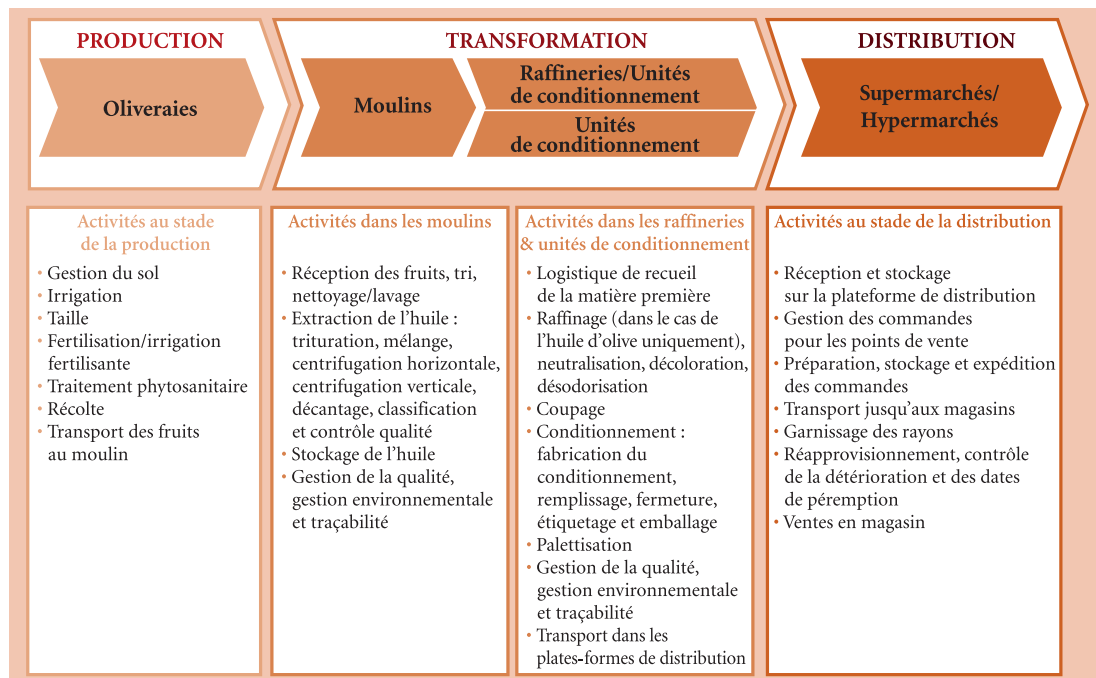 PRODUCTION
TRANSFORMATION
DISTRIBUTION
Oliveraies
Moulins
Raffineries/Unités
de conditionnement
Unités
de conditionnement
Supermarchés/
Hypermarchés
Activités au stade
de la production
• Gestion du sol
• Irrigation
• Taille
• Fertilisation/irrigation
fertilisante
• Traitement phytosanitaire
• Récolte
• Transport des fruits
au moulin
Activités dans les moulins
• Réception des fruits, tri,
nettoyage/lavage
• Extraction de l’huile :
trituration, mélange,
centrifugation horizontale,
centrifugation verticale,
décantage, classification
et contrôle qualité
• Stockage de l’huile
• Gestion de la qualité,
gestion environnementale
et traçabilité
Activités dans les raffineries
& unités de conditionnement
• Logistique de recueil
de la matière première
• Raffinage (dans le cas de
l’huile d’olive uniquement),
neutralisation, décoloration,
désodorisation
• Coupage
• Conditionnement :
fabrication du
conditionnement,
remplissage, fermeture,
étiquetage et emballage
• Palettisation
• Gestion de la qualité,
gestion environnementale
et traçabilité
• Transport dans les
plates-formes de distribution
Activités au stade de la distribution
• Réception et stockage
sur la plateforme de distribution
• Gestion des commandes
pour les points de vente
• Préparation, stockage et expédition
des commandes
• Transport jusqu’aux magasins
• Garnissage des rayons
• Réapprovisionnement, contrôle
de la détérioration et des dates
de péremption
• Ventes en magasin